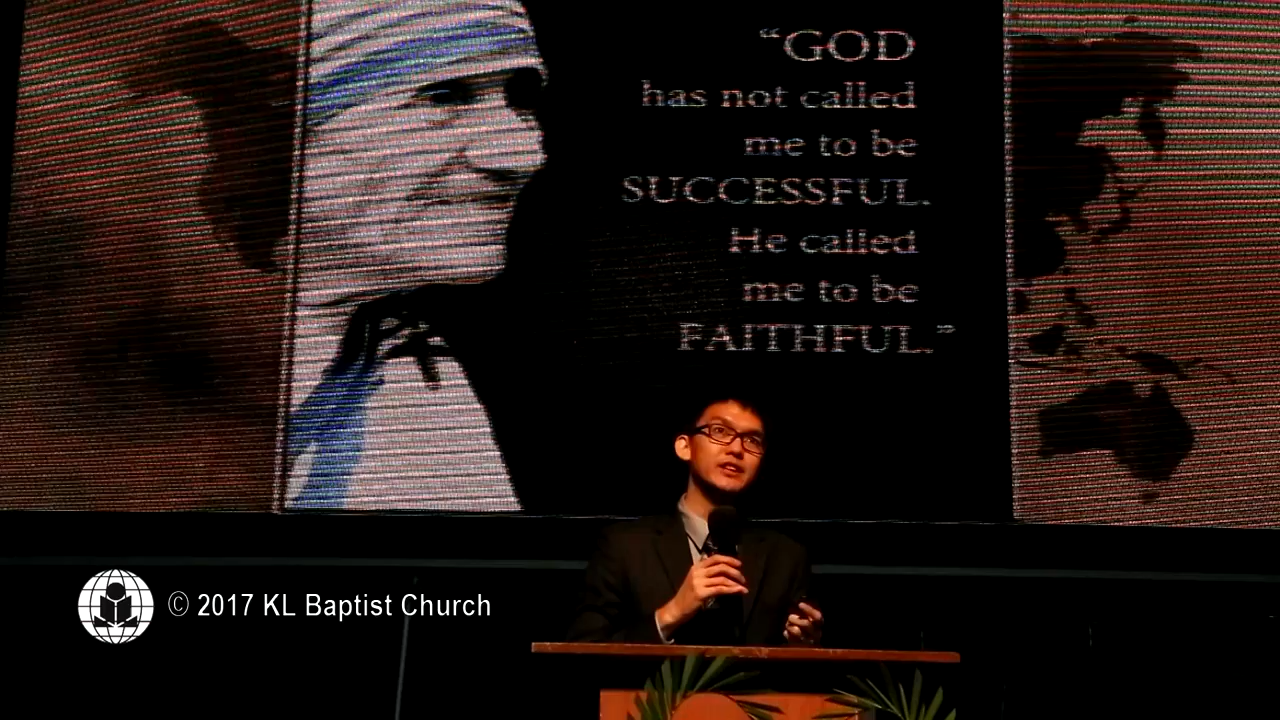 “GOD
has not called
me to be
SUCCESSFUL.
He called
me to be
FAITHFUL.”
© 2017 KL Baptist Church